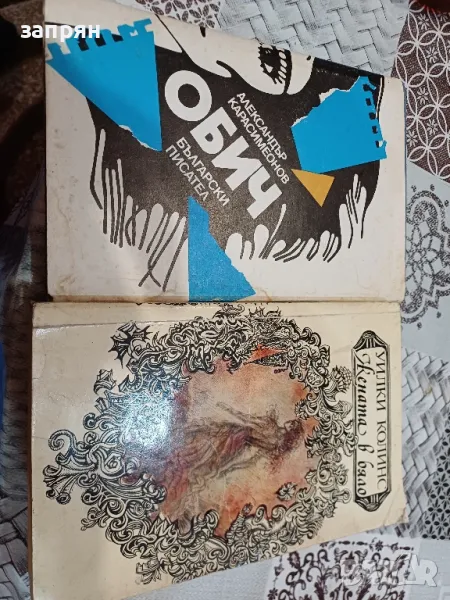 запрян
АЛЕКСАНДЪР
КАРАСИМЕОНОВ
ОБИЧ
БЪЛГАРСКИ
ПИСАТЕЛ
УИЛКИ КОЛИНС
Жената в бяло